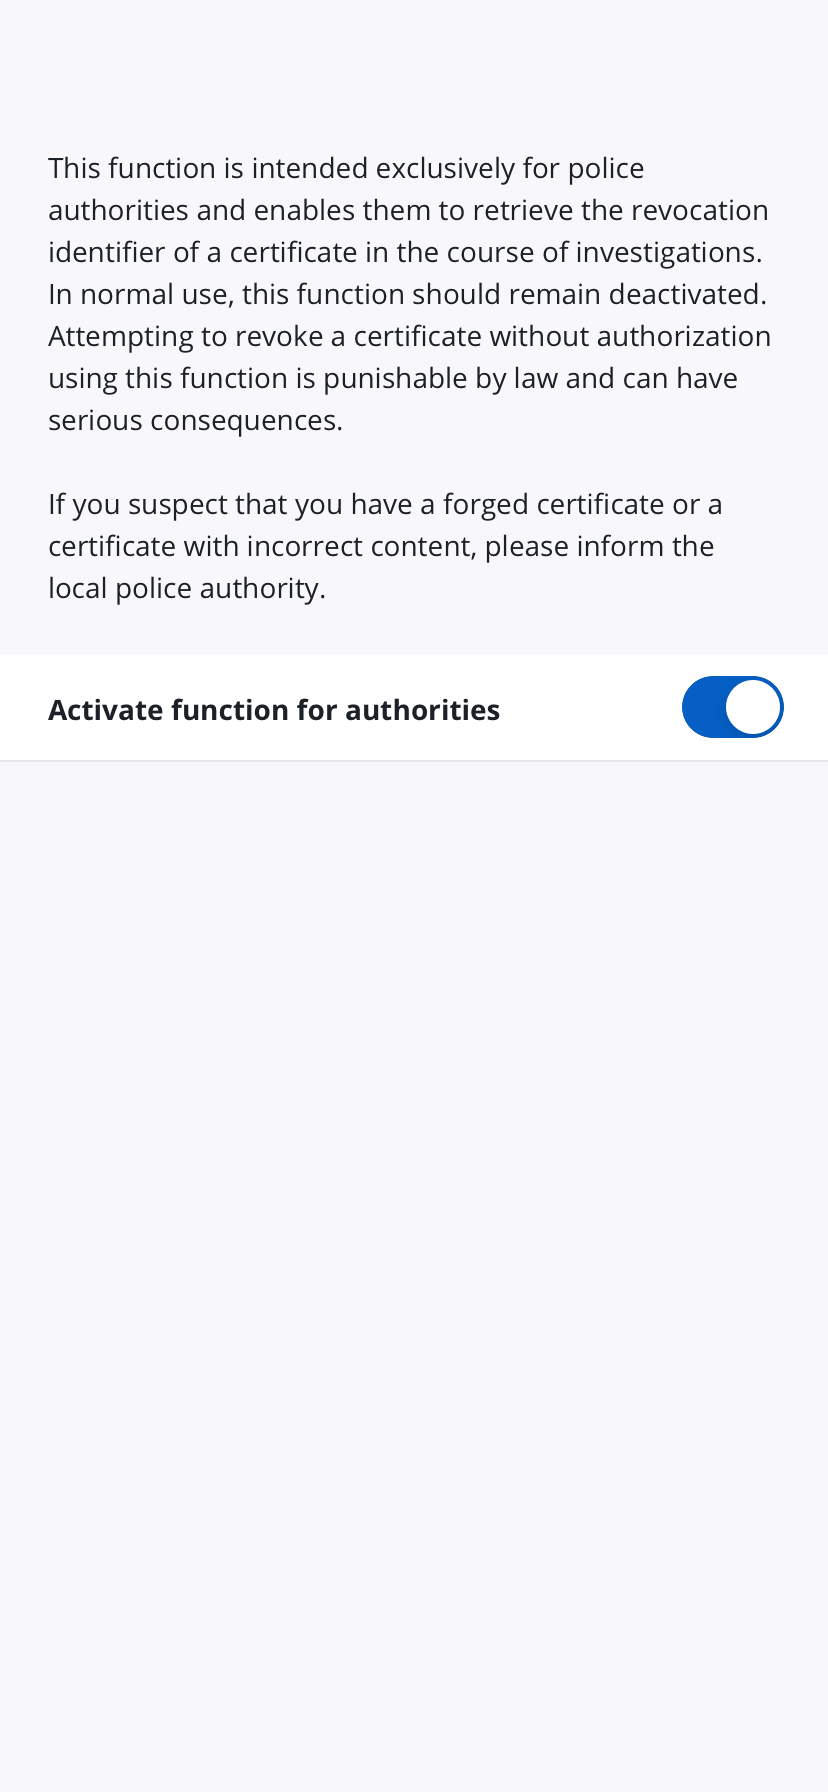 This function is intended exclusively for police
authorities and enables them to retrieve the revocation
identifier of a certificate in the course of investigations.
In normal use, this function should remain deactivated.
Attempting to revoke a certificate without authorization
using this function is punishable by law and can have
serious consequences.
If you suspect that you have a forged certificate or a
certificate with incorrect content, please inform the
local police authority.
Activate function for authorities